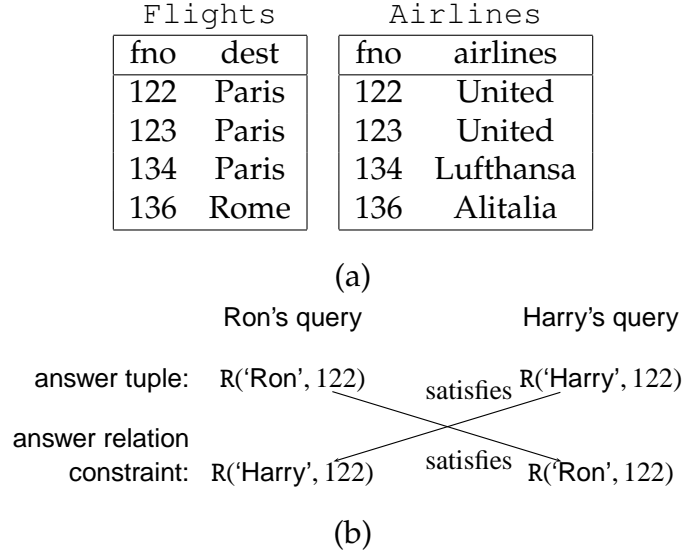 Flights Airlines
fno dest fno airlines
122 Paris 122 United
123 Paris 123 United
134 Paris 134 Lufthansa
136 Rome 136 Alitalia
(a)
Ron's query Harry's query
answer tuple: R(‘Ron’, 122) R(‘Harry’, 122)
satisfies
answer relation
constraint: R(‘Harry’, 122) satisfies R(‘Ron’, 122)
(b)